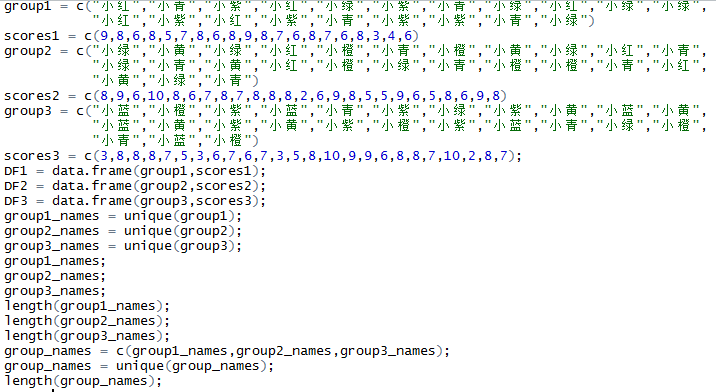 group1 = c("小红","小青","小紫","小红","小绿","小紫","小青","小绿","小红","小绿","小绿",
"小红","小紫","小红","小紫","小青","小紫","小紫","小青","小绿")
scores1 = c(9,8,6,8,5,7,8,6,8,9,8,7,6,8,7,6,8,3,4,6)
group2 = c("小绿","小黄","小绿","小红","小橙","小青","小橙","小黄","小绿","小红","小青",
"小绿","小青","小黄","小红","小橙","小青","小橙","小橙","小青","小红",
"小黄","小绿","小青")
scores2 = c(8,9,6,10,8,6,7,8,7,8,8,8,2,6,9,8,5,5,9,6,5,8,6,9,8)
group3 = c("小蓝","小橙","小紫","小蓝","小青","小紫","小绿","小紫","小黄","小蓝","小黄",
"小蓝","小黄","小紫","小黄","小紫","小橙","小紫","小蓝","小青","小绿","小橙",
"小青","小蓝","小橙")
scores3 = c(3,8,8,8,7,5,3,6,7,6,7,3,5,8,10,9,9,6,8,8,7,10,2,8,7);
DF1 = data.frame(group1,scores1);
DF2 = data.frame(group2,scores2);
DF3 = data.frame(group3,scores3);
group1_names = unique(group1);
group2_names = unique(group2);
group3_names = unique(group3);
group1_names;
group2_names;
group3_names;
length(group1_names);
length(group2_names);
length(group3_names);
group_names = c(group1_names,group2_names,group3_names);
group_names = unique(group_names);
length(group_names);